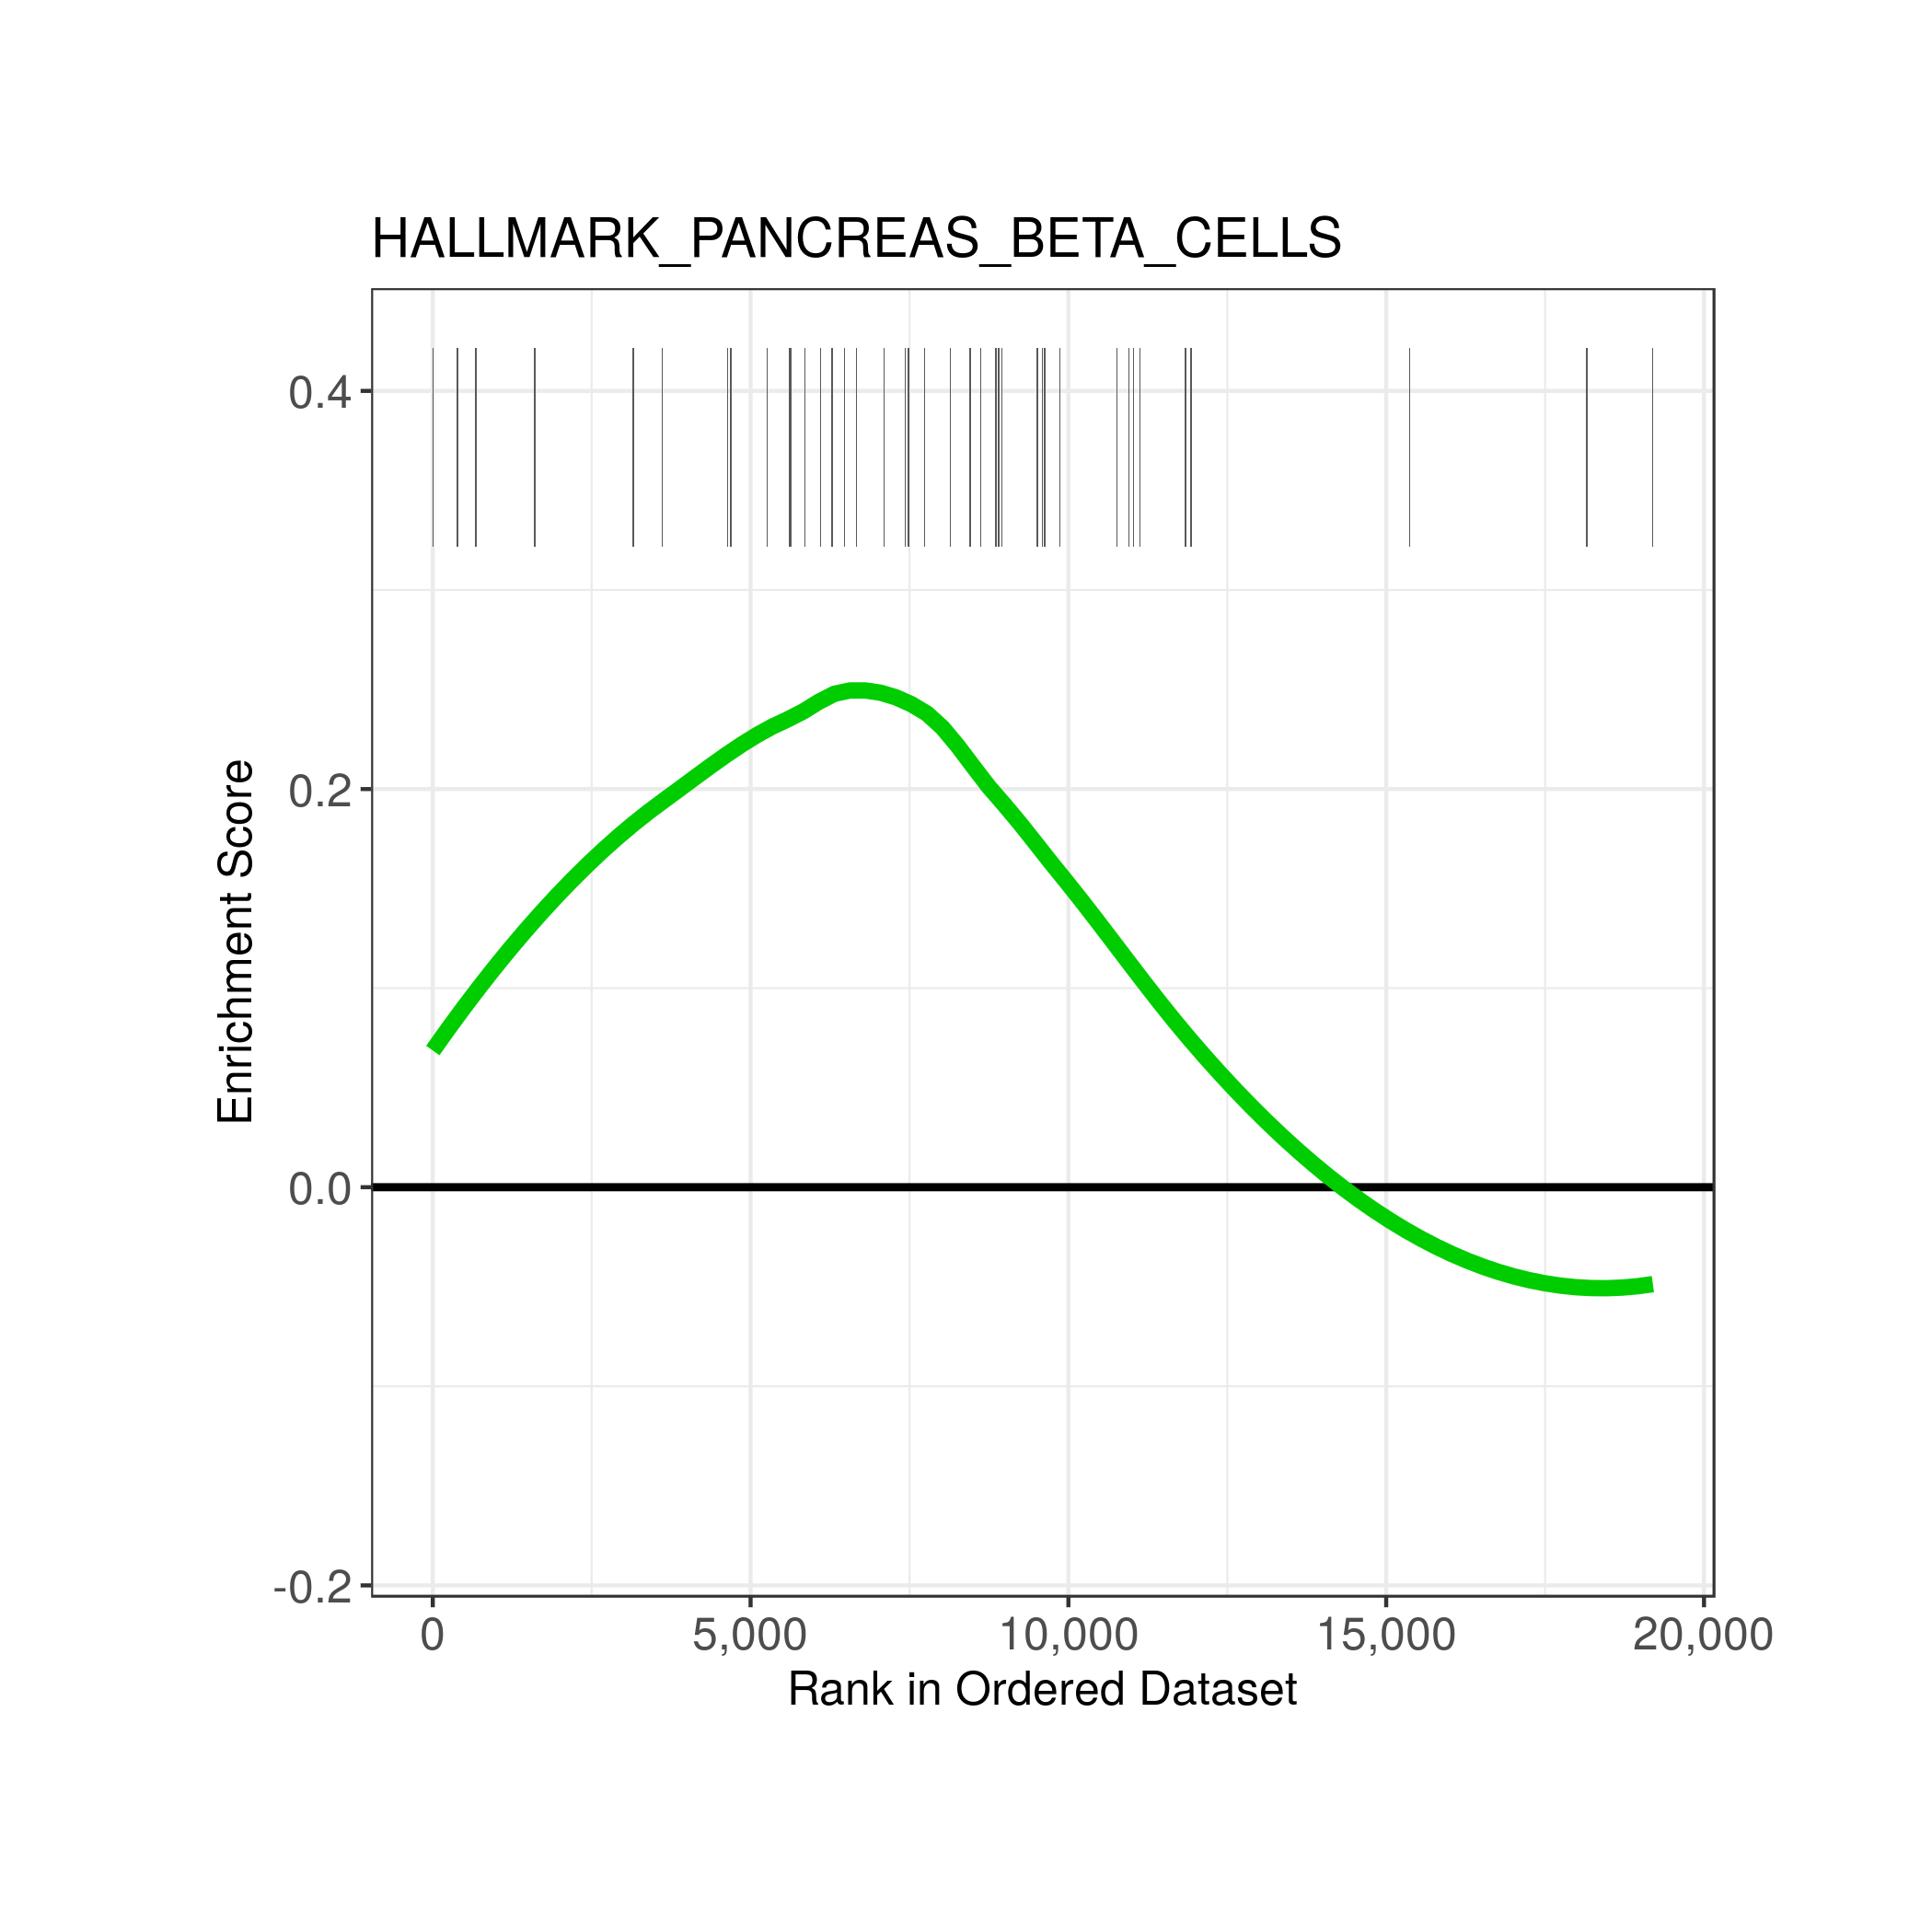 HALLMARK_PANCREAS_BETA_CELLS
Enrichment Score
0.4
0.2
0.0
-0.2
0 5,000 10,000 15,000 20,000
Rank in Ordered Dataset